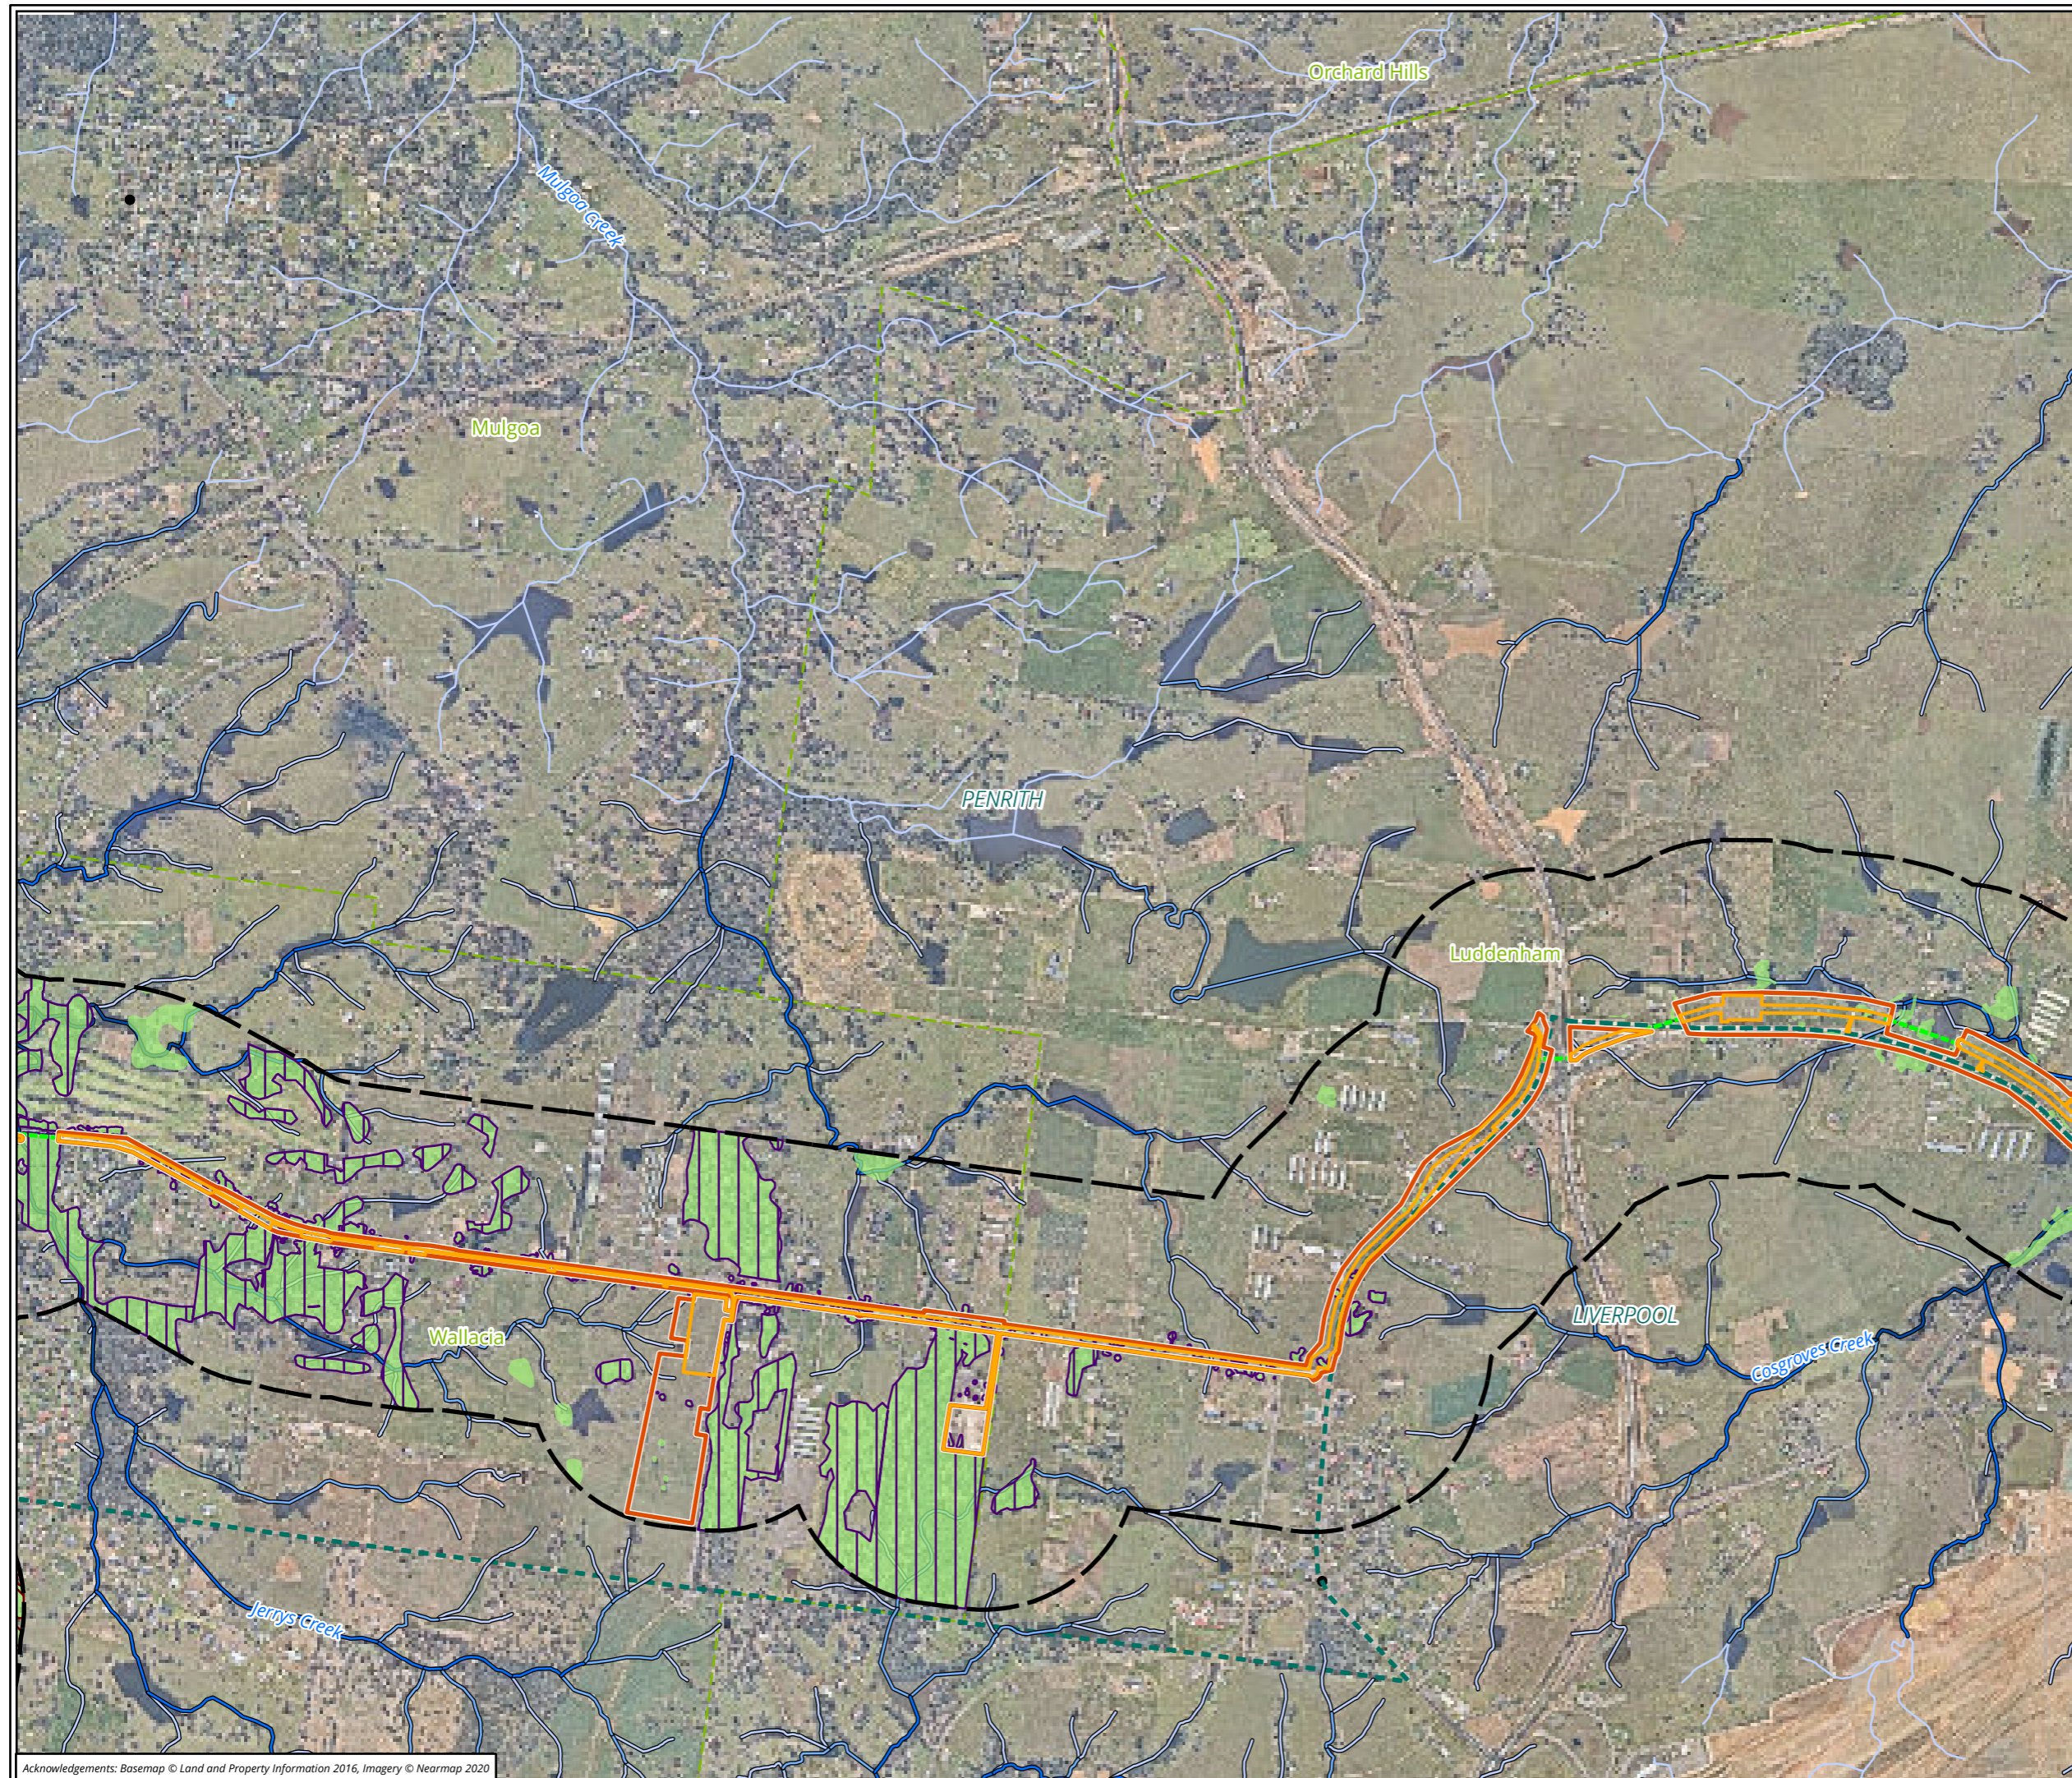 Orchard Hills
Mulgoa Creek
Mulgoa
PENRITH
Luddenham
LIVERPOOL
Wallacia
Cosgroves Creek
Jerrys Creek
Acknowledgements: Basemap © Land and Property Information 2016, Imagery © Nearmap 2020